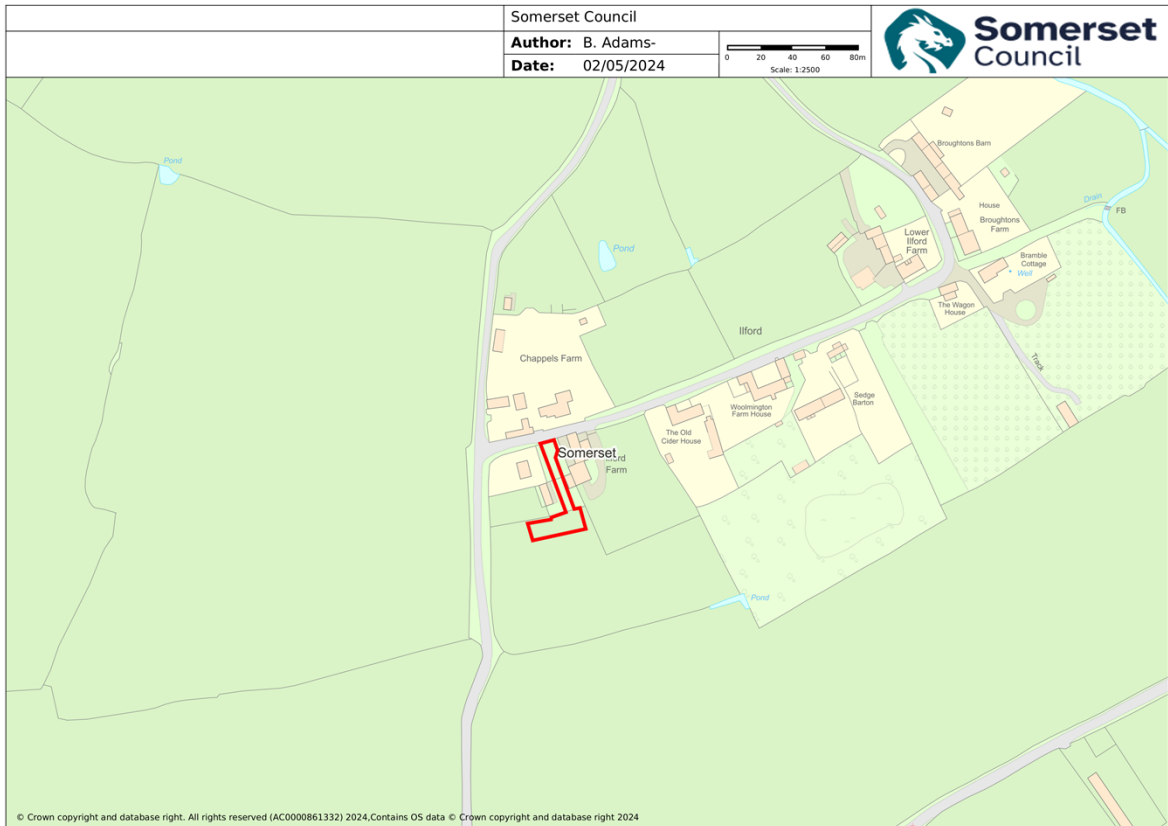 Somerset Council
Author: B. Adams-
Date: 02/05/2024
0 20 40 60 80m
Scale: 1:2500
Somerset
Council
Pond
Broughtons Barn
House
Broughtons
Farm
Drain
FB
Lower
Ilford
Farm
Bramble
Cottage
Well
Pond
The Wagon
House
Ilford
Track
Chappels Farm
Woolmington
Farm House
Sedge
Barton
The Old
Cider House
Somerset
Farm
Pond
© Crown copyright and database right. All rights reserved (AC0000861332) 2024,Contains OS data © Crown copyright and database right 2024